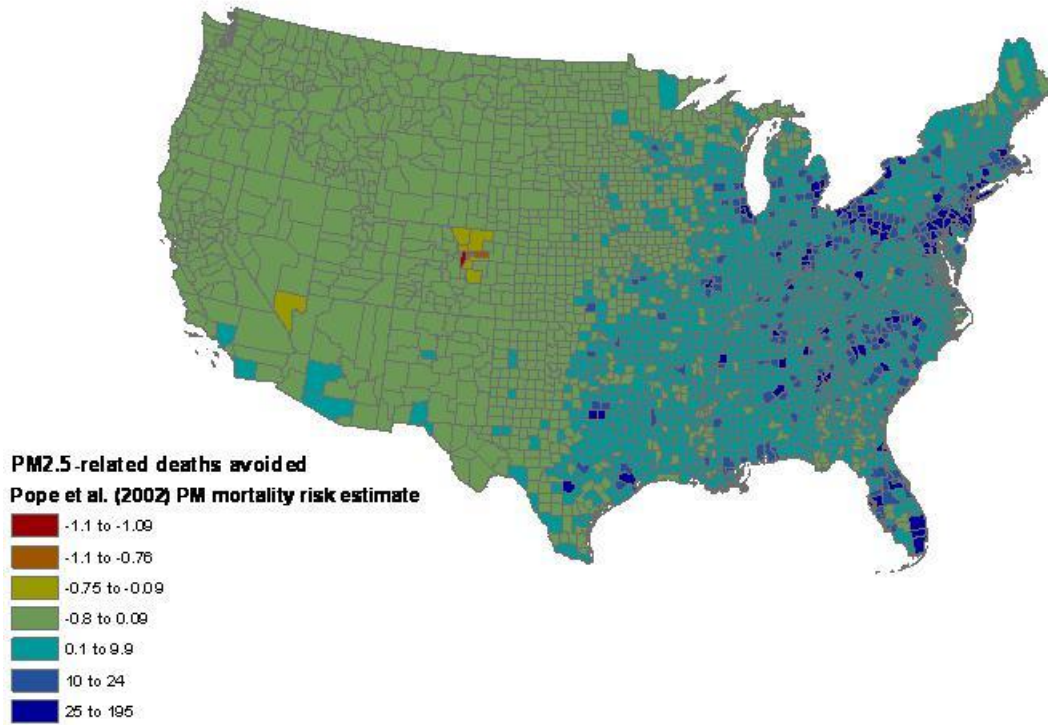 PM2.5-related deaths avoided
Pope et al. (2002) PM mortality risk estimate
-1.1 to -1.09
-1.1 to -0.76
-0.75 to -0.09
-0.8 to 0.09
0.1 to 9.9
10 to 24
25 to 195